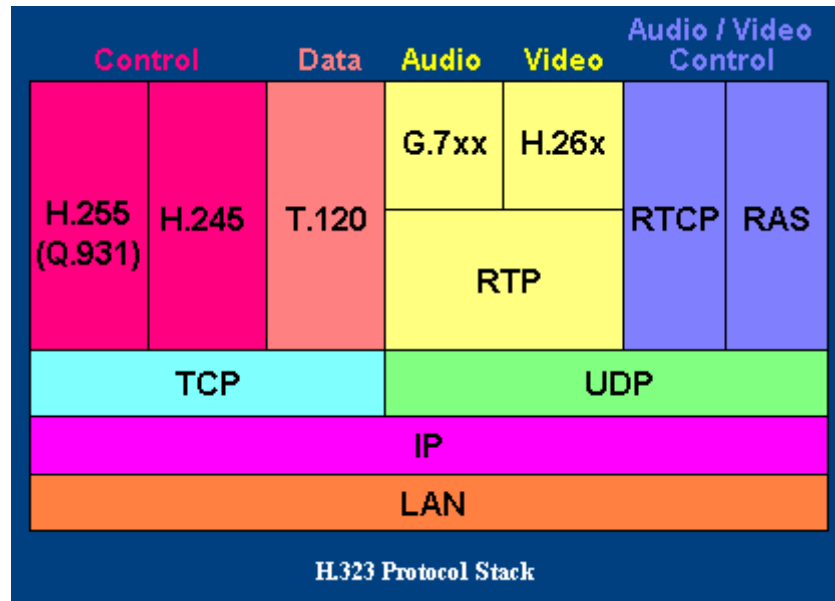 Control Data Audio Video Audio / Video Control
H.255 (Q.931)
H.245
T.120
G.7xx
H.26x
RTP
RTCP
RAS
TCP
UDP
IP
LAN
H.323 Protocol Stack